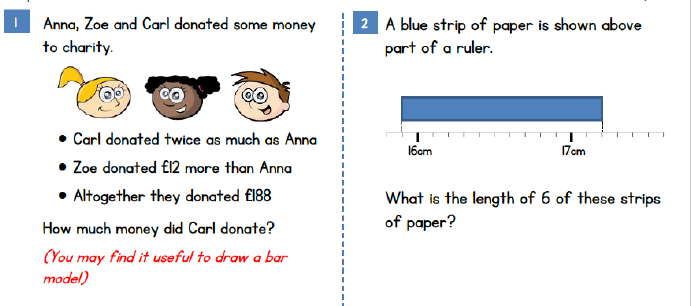 1 Anna, Zoe and Carl donated some money
to charity.
• Carl donated twice as much as Anna
• Zoe donated £12 more than Anna
• Altogether they donated £188
How much money did Carl donate?
(You may find it useful to draw a bar
model)
2 A blue strip of paper is shown above
part of a ruler.
16cm 17cm
What is the length of 6 of these strips
of paper?